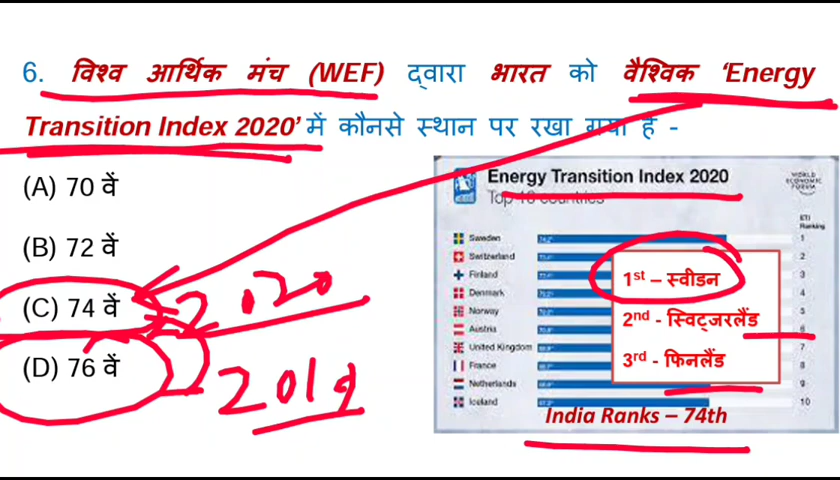 6. विश्व आर्थिक मंच (WEF) द्वारा भारत को वैश्विक ‘Energy
Transition Index 2020’ में कौनसे स्थान पर रखा गया है -
(A) 70 वें
(B) 72 वें
(C) 74 वें
(D) 76 वें
2020
2019
Energy Transition Index 2020
Top 10 countries
WORLD
ECONOMIC
FORUM
ETI
Ranking
Sweden 1
Switzerland 2
Finland 3
Denmark 4
Norway 5
Austria 6
United Kingdom 7
France 8
Netherlands 9
Iceland 10
1st – स्वीडन
2nd - स्विट्जरलैंड
3rd - फिनलैंड
India Ranks – 74th